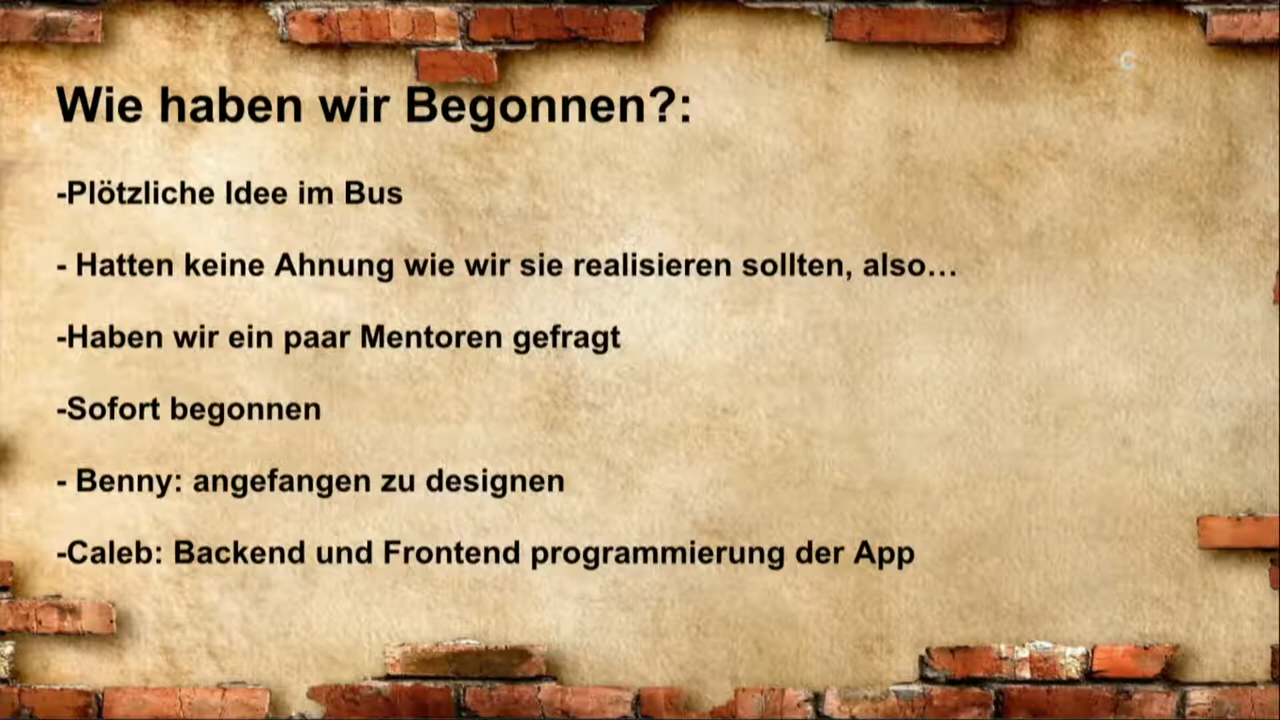 C
Wie haben wir Begonnen?:
-Plötzliche Idee im Bus
- Hatten keine Ahnung wie wir sie realisieren sollten, also…
-Haben wir ein paar Mentoren gefragt
-Sofort begonnen
- Benny: angefangen zu designen
-Caleb: Backend und Frontend programmierung der App